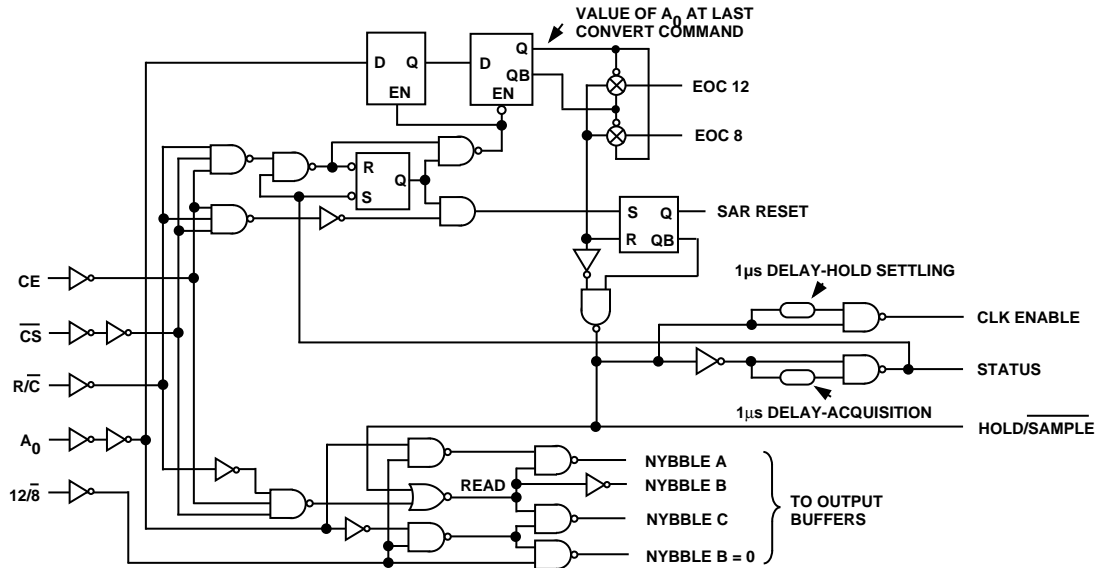 VALUE OF A0 AT LAST
CONVERT COMMAND
D Q
EN
D Q
QB
EN
EOC 12
EOC 8
R
Q
S
S Q
R QB
SAR RESET
CE
C̅S̅
R/C̅
A0
12/8̅
1µs DELAY-HOLD SETTLING
CLK ENABLE
STATUS
1µs DELAY-ACQUISITION
HOLD/S̅A̅M̅P̅L̅E̅
READ
NYBBLE A
NYBBLE B
NYBBLE C
NYBBLE B = 0
TO OUTPUT
BUFFERS